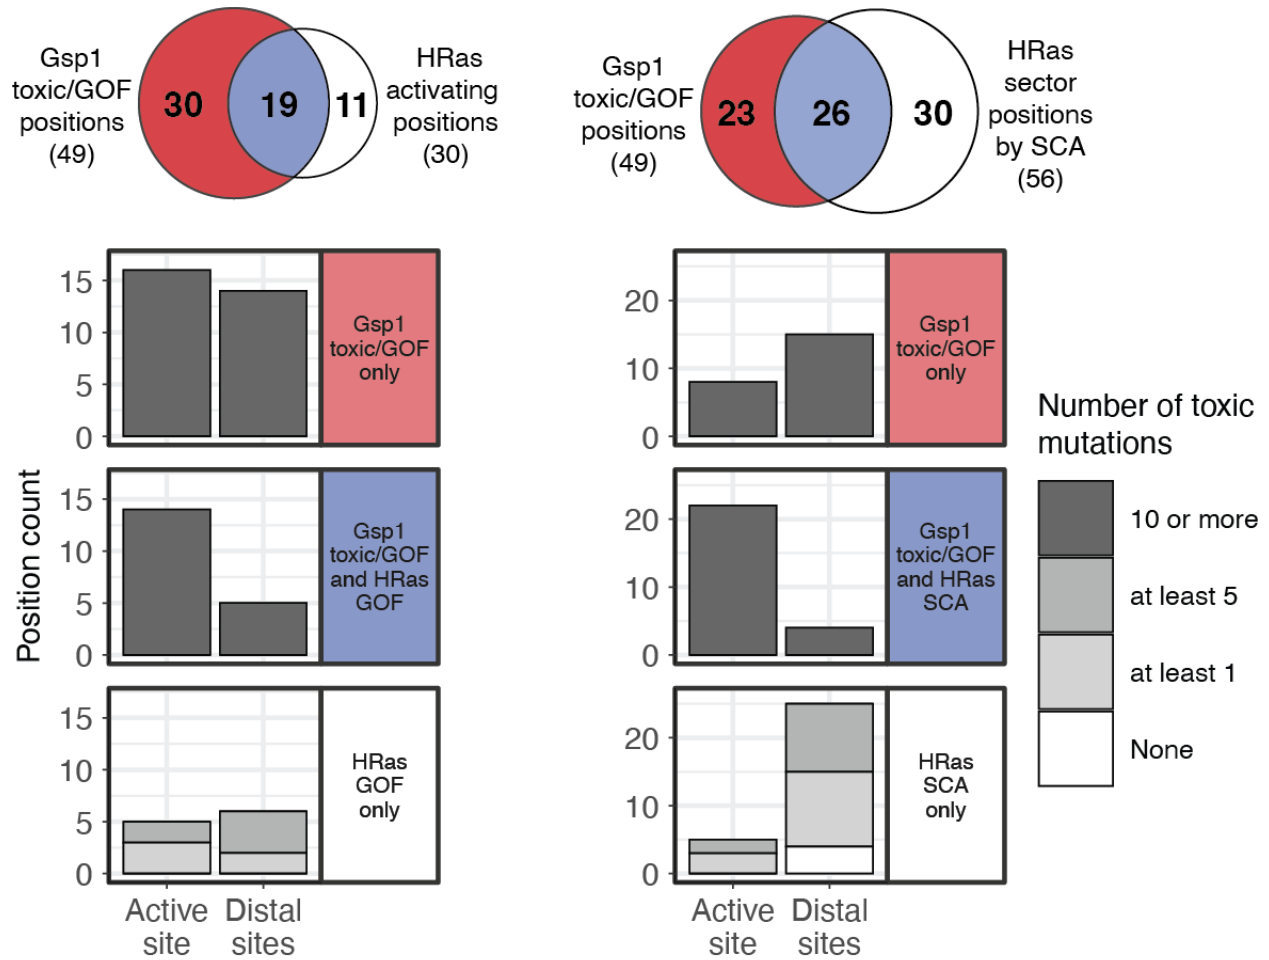 Gsp1
toxic/GOF
positions
(49)
30
19
11
HRas
activating
positions
(30)
Gsp1
toxic/GOF
positions
(49)
23
26
30
HRas
sector
positions
by SCA
(56)
Position count
15
10
5
0
Gsp1
toxic/GOF
only
15
10
5
0
Gsp1
toxic/GOF
and HRas
GOF
15
10
5
0
HRas
GOF
only
Active
site
Distal
sites
20
10
0
Gsp1
toxic/GOF
only
20
10
0
Gsp1
toxic/GOF
and HRas
SCA
20
10
0
HRas
SCA
only
Active
site
Distal
sites
Number of toxic
mutations
10 or more
at least 5
at least 1
None